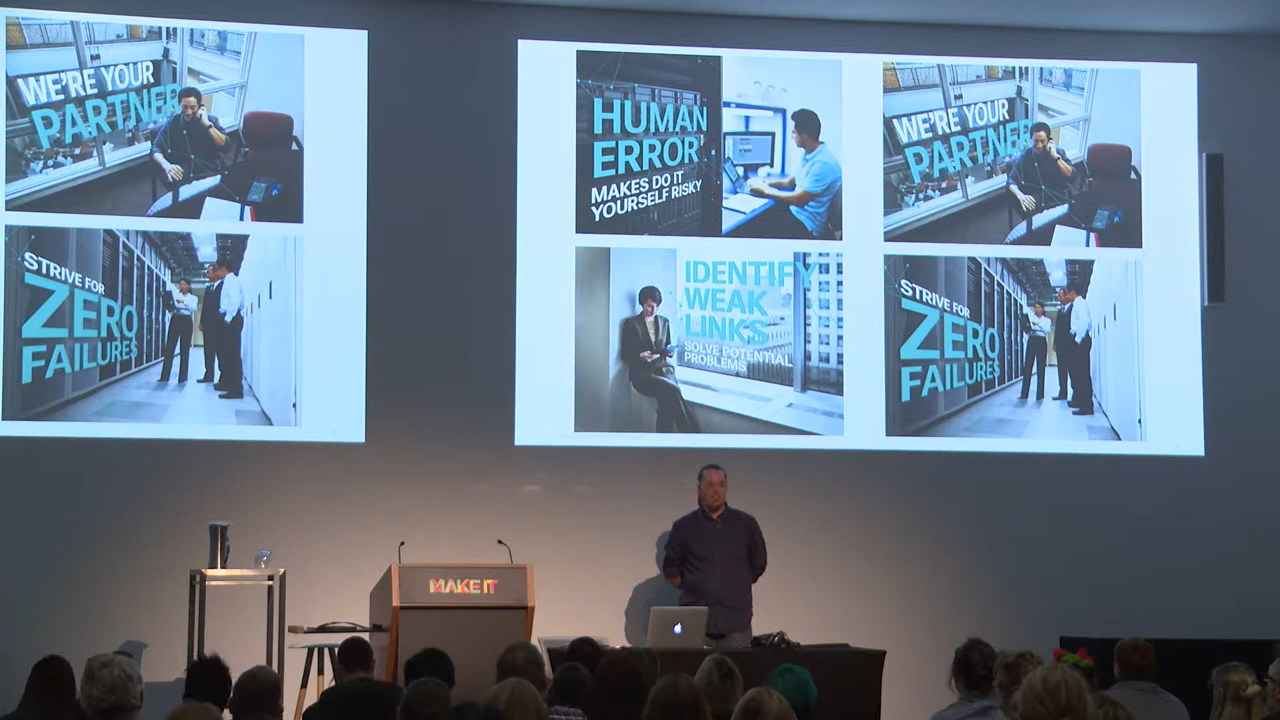 WE'RE YOUR
PARTNER
STRIVE FOR
ZERO
FAILURES
HUMAN
ERROR
MAKES DO IT
YOURSELF RISKY
WE'RE YOUR
PARTNER
IDENTIFY
WEAK
LINKS
SOLVE POTENTIAL
PROBLEMS
STRIVE FOR
ZERO
FAILURES
MAKE IT